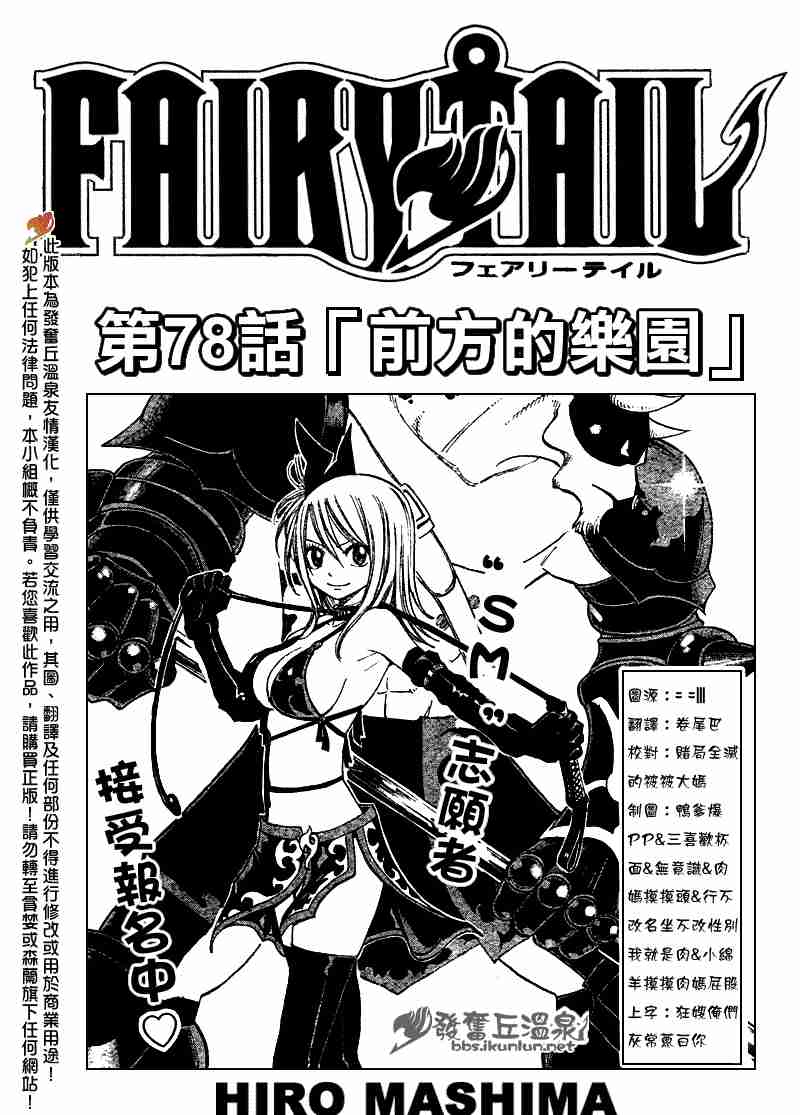 FAIRY TAIL
フェアリーテイル
第78話「前方的樂園」
此版本為發奮丘溫泉友情漢化，僅供學習交流之用，其圖、翻譯及任何部份不得進行修改或用於商業用途！
如犯上任何法律問題，本小組概不負責。若您喜歡此作品，請購買正版！請勿轉至貪婪或森蘭旗下任何網站！
“SM”志願者
接受報名中♡
圖源：==||||
翻譯：卷尾巴
校對：賭局全滅
的被被大媽
制圖：鴨爹爆
PP&三喜歡杯
面&無意識&肉
媽摸摸頭&行不
改名坐不改性別
我就是肉&小綿
羊摸摸肉媽屁股
上字：狂嫂俺們
灰常薰百你
發奮丘溫泉
bbs.ikunlun.net
HIRO MASHIMA